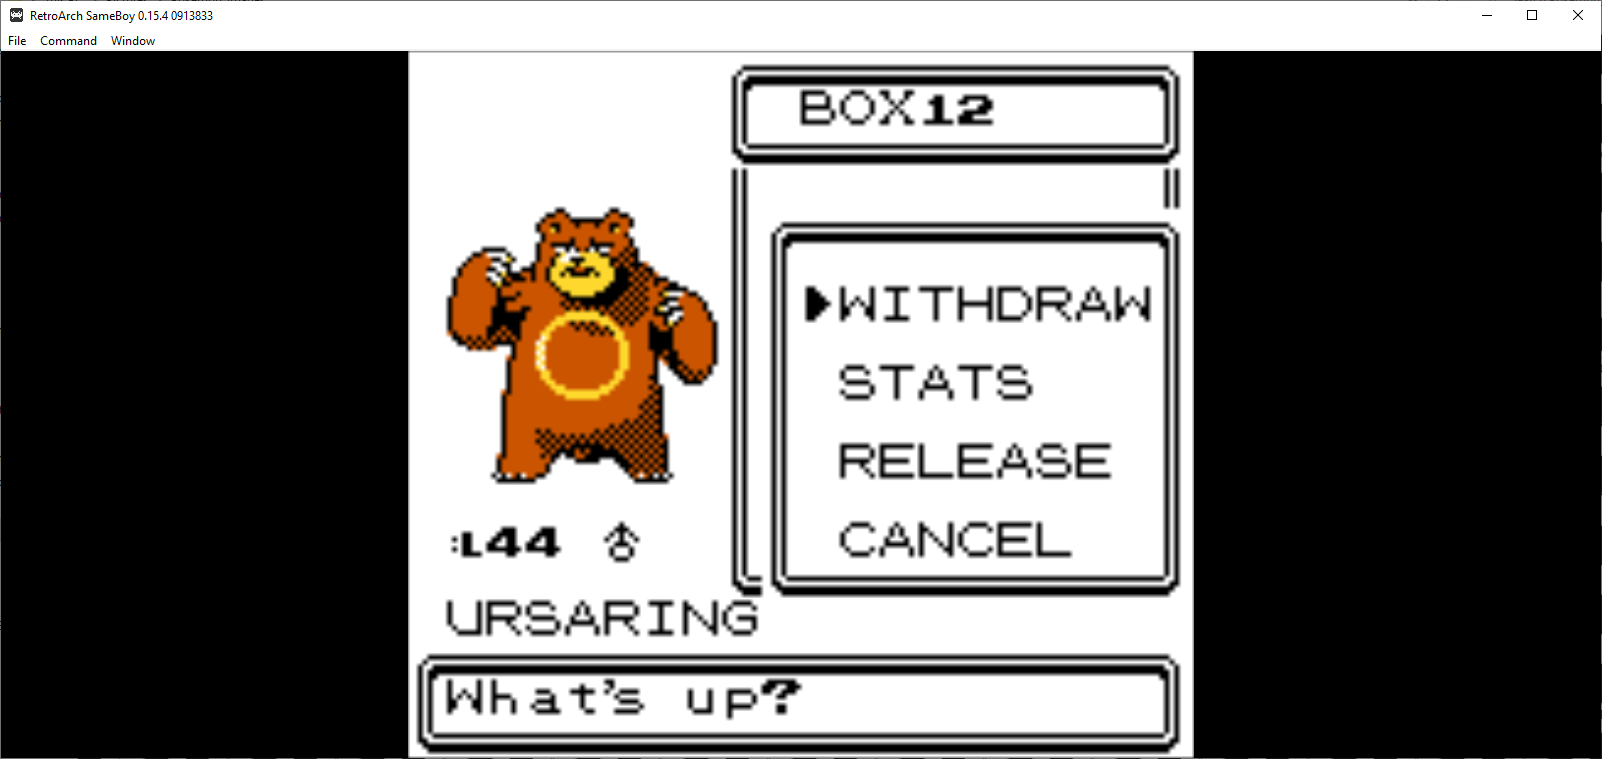 RetroArch SameBoy 0.15.4 0913833
File Command Window
BOX12
▶WITHDRAW
STATS
RELEASE
CANCEL
:L44 ♂
URSARING
What's up?